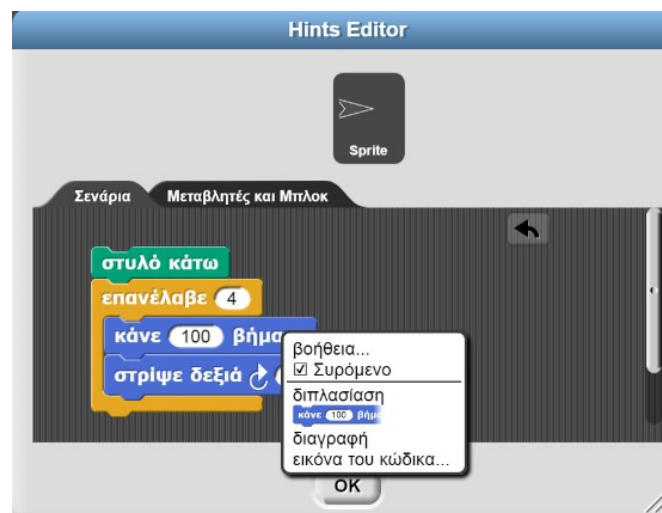 Hints Editor
Sprite
Σενάρια Μεταβλητές και Μπλοκ
στυλό κάτω
επανέλαβε 4
κάνε 100 βήμα
στρίψε δεξιά
βοήθεια...
☑ Συρόμενο
διπλασίαση
κάνε 100 βήμ
διαγραφή
εικόνα του κώδικα...
OK